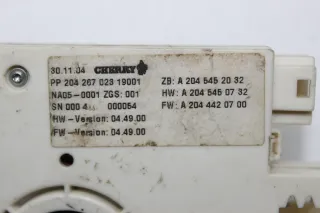 30.11.04 CHERRY
PP 204 267 023 19001 ZB: A 204 545 20 32
NA05-0001 ZGS: 001 HW: A 204 545 07 32
SN 000 4 000054 FW: A 204 442 07 00
HW-Version: 04.49.00
FW-Version: 04.49.00